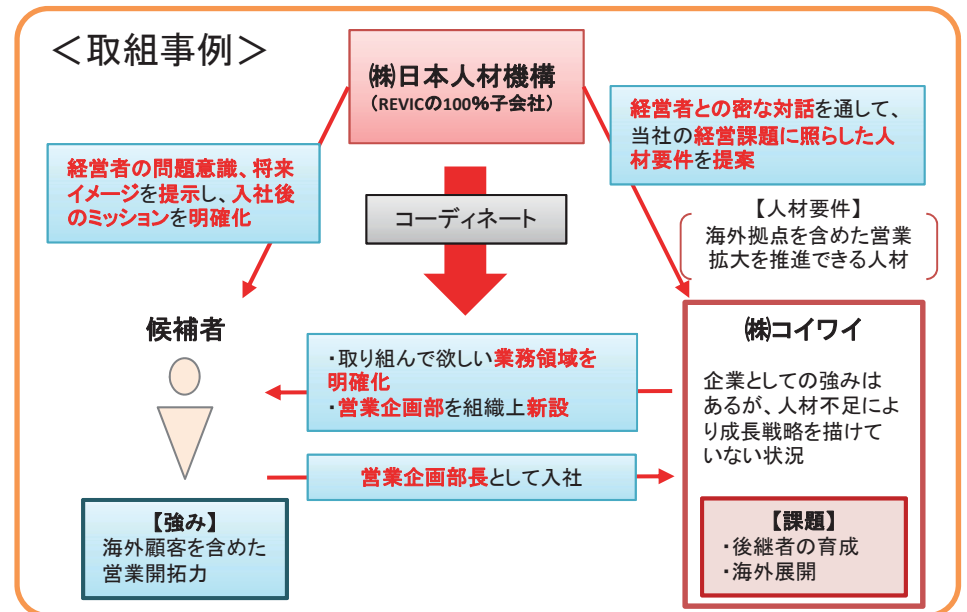 ＜取組事例＞
㈱日本人材機構
（REVICの100％子会社）
経営者との密な対話を通して、
当社の経営課題に照らした人
材要件を提案
経営者の問題意識、将来
イメージを提示し、入社後
のミッションを明確化
コーディネート
【人材要件】
海外拠点を含めた営業
拡大を推進できる人材
候補者
㈱コイワイ
・取り組んで欲しい業務領域を
明確化
・営業企画部を組織上新設
企業としての強みは
あるが、人材不足によ
り成長戦略を描けて
いない状況
営業企画部長として入社
【強み】
海外顧客を含めた
営業開拓力
【課題】
・後継者の育成
・海外展開